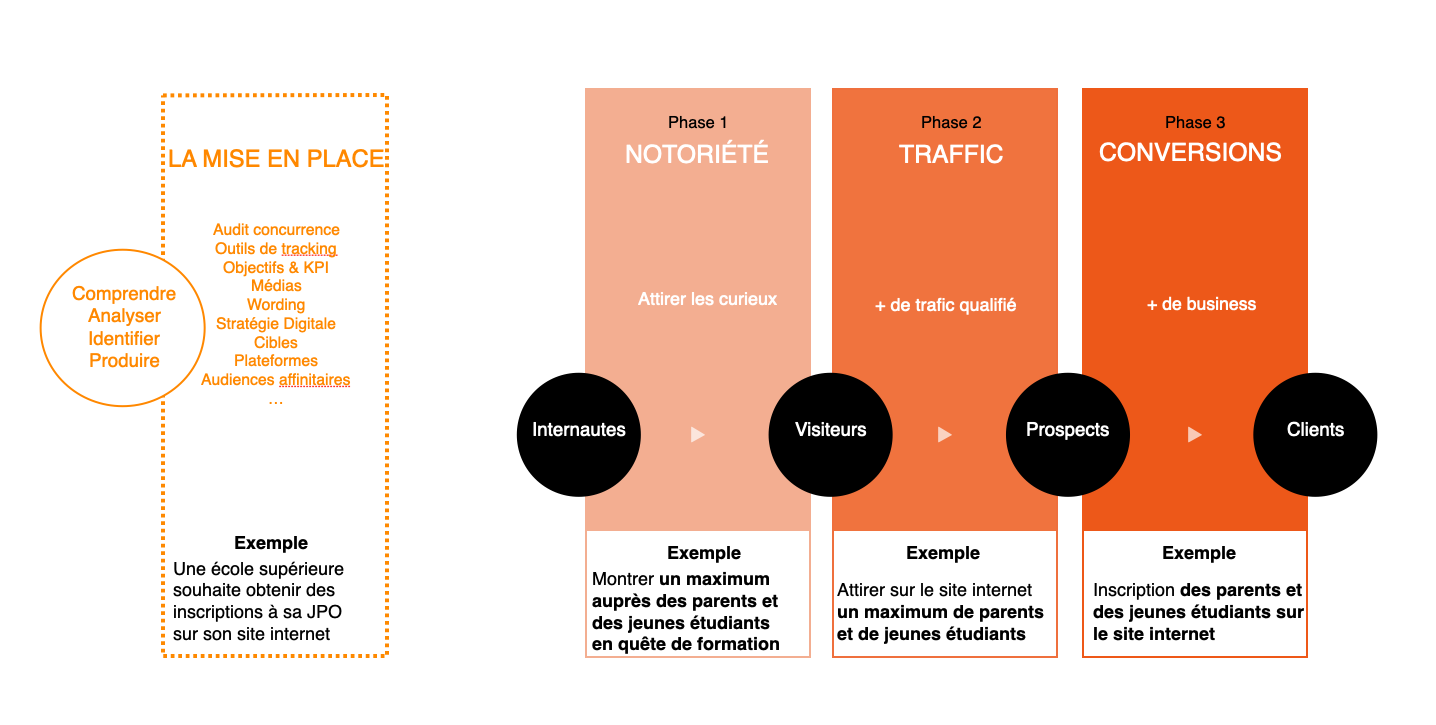 LA MISE EN PLACE
Comprendre
Analyser
Identifier
Produire
Audit concurrence
Outils de tracking
Objectifs & KPI
Médias
Wording
Stratégie Digitale
Cibles
Plateformes
Audiences affinitaires
...
Exemple
Une école supérieure
souhaite obtenir des
inscriptions à sa JPO
sur son site internet
Phase 1
NOTORIÉTÉ
Attirer les curieux
Phase 2
TRAFFIC
+ de trafic qualifié
Phase 3
CONVERSIONS
+ de business
Internautes
Visiteurs
Prospects
Clients
Exemple
Montrer un maximum
auprès des parents et
des jeunes étudiants
en quête de formation
Exemple
Attirer sur le site internet
un maximum de parents
et de jeunes étudiants
Exemple
Inscription des parents et
des jeunes étudiants sur
le site internet